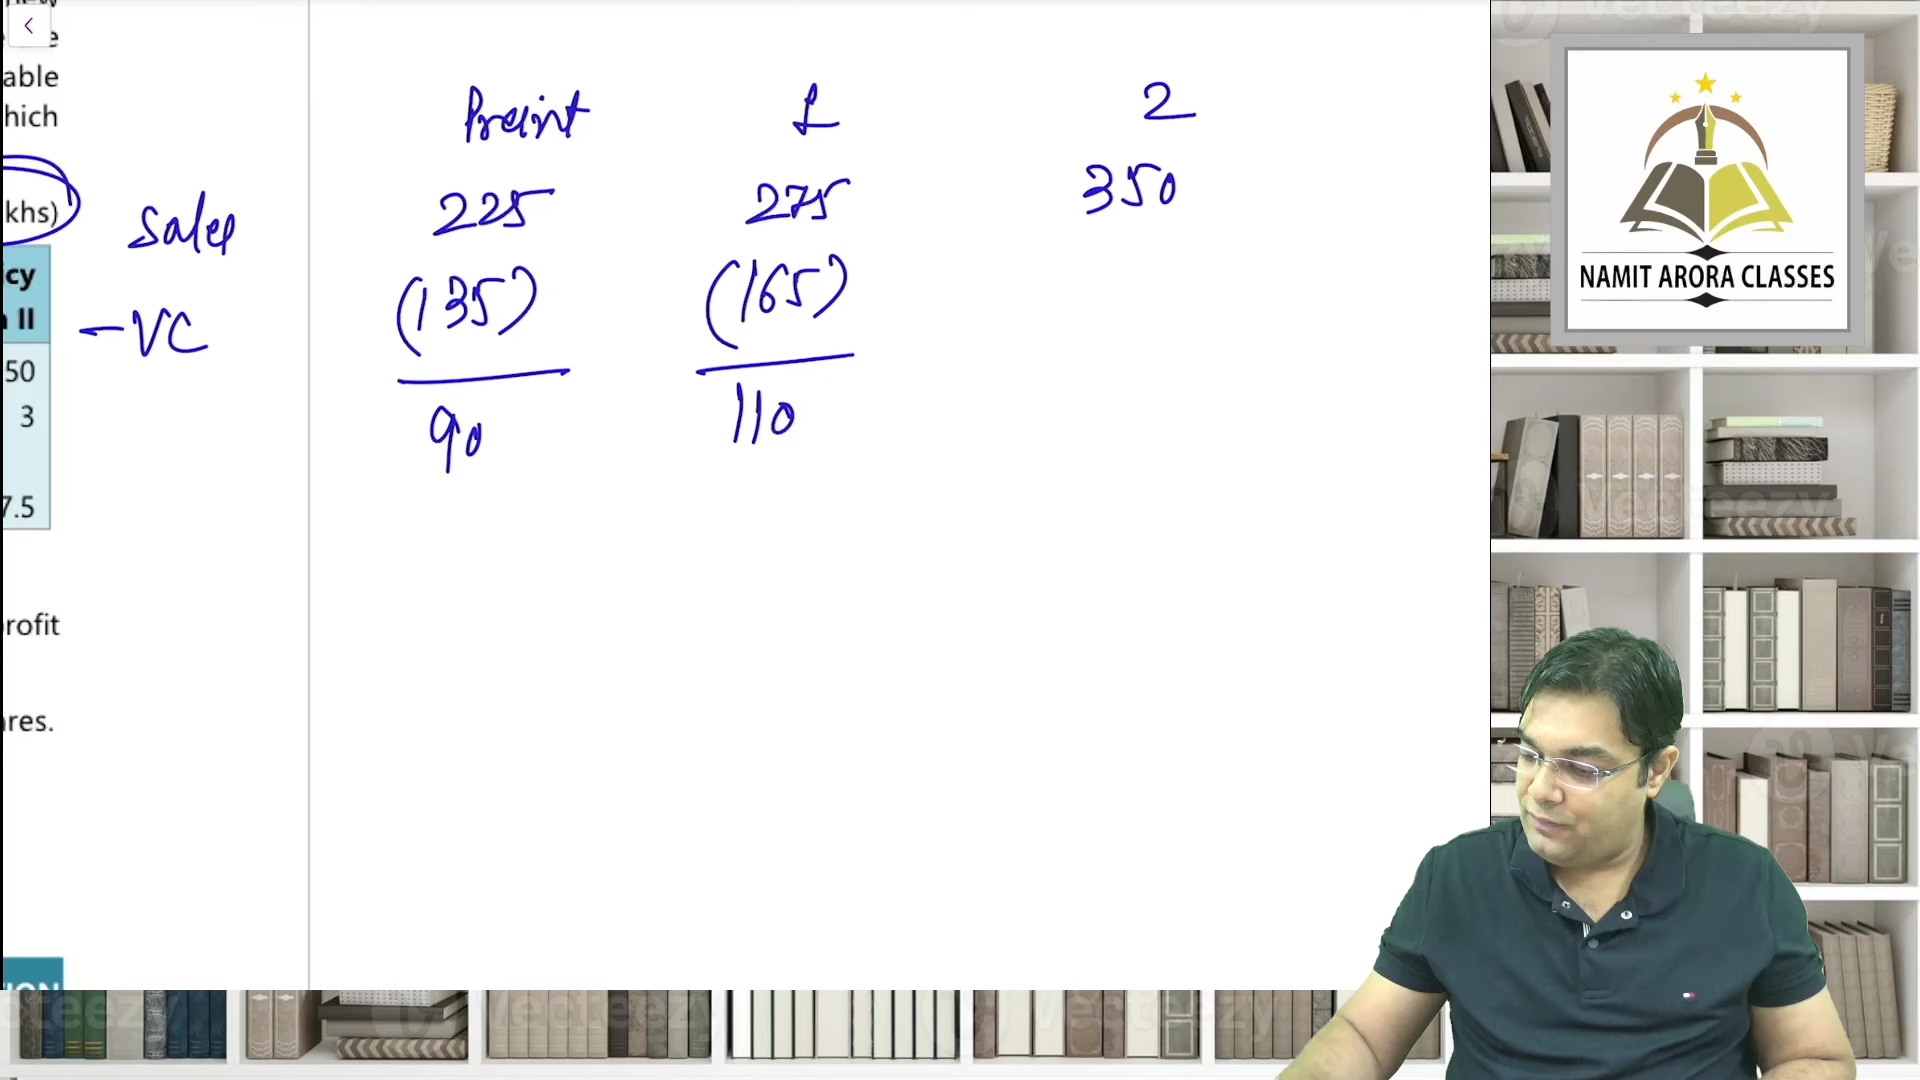 able
hich
khs)
cy
II
50
3
7.5
rofit
res.
Present 1 2
Sales 225 275 350
- VC (135) (165)
90 110
NAMIT ARORA CLASSES
vecteezy